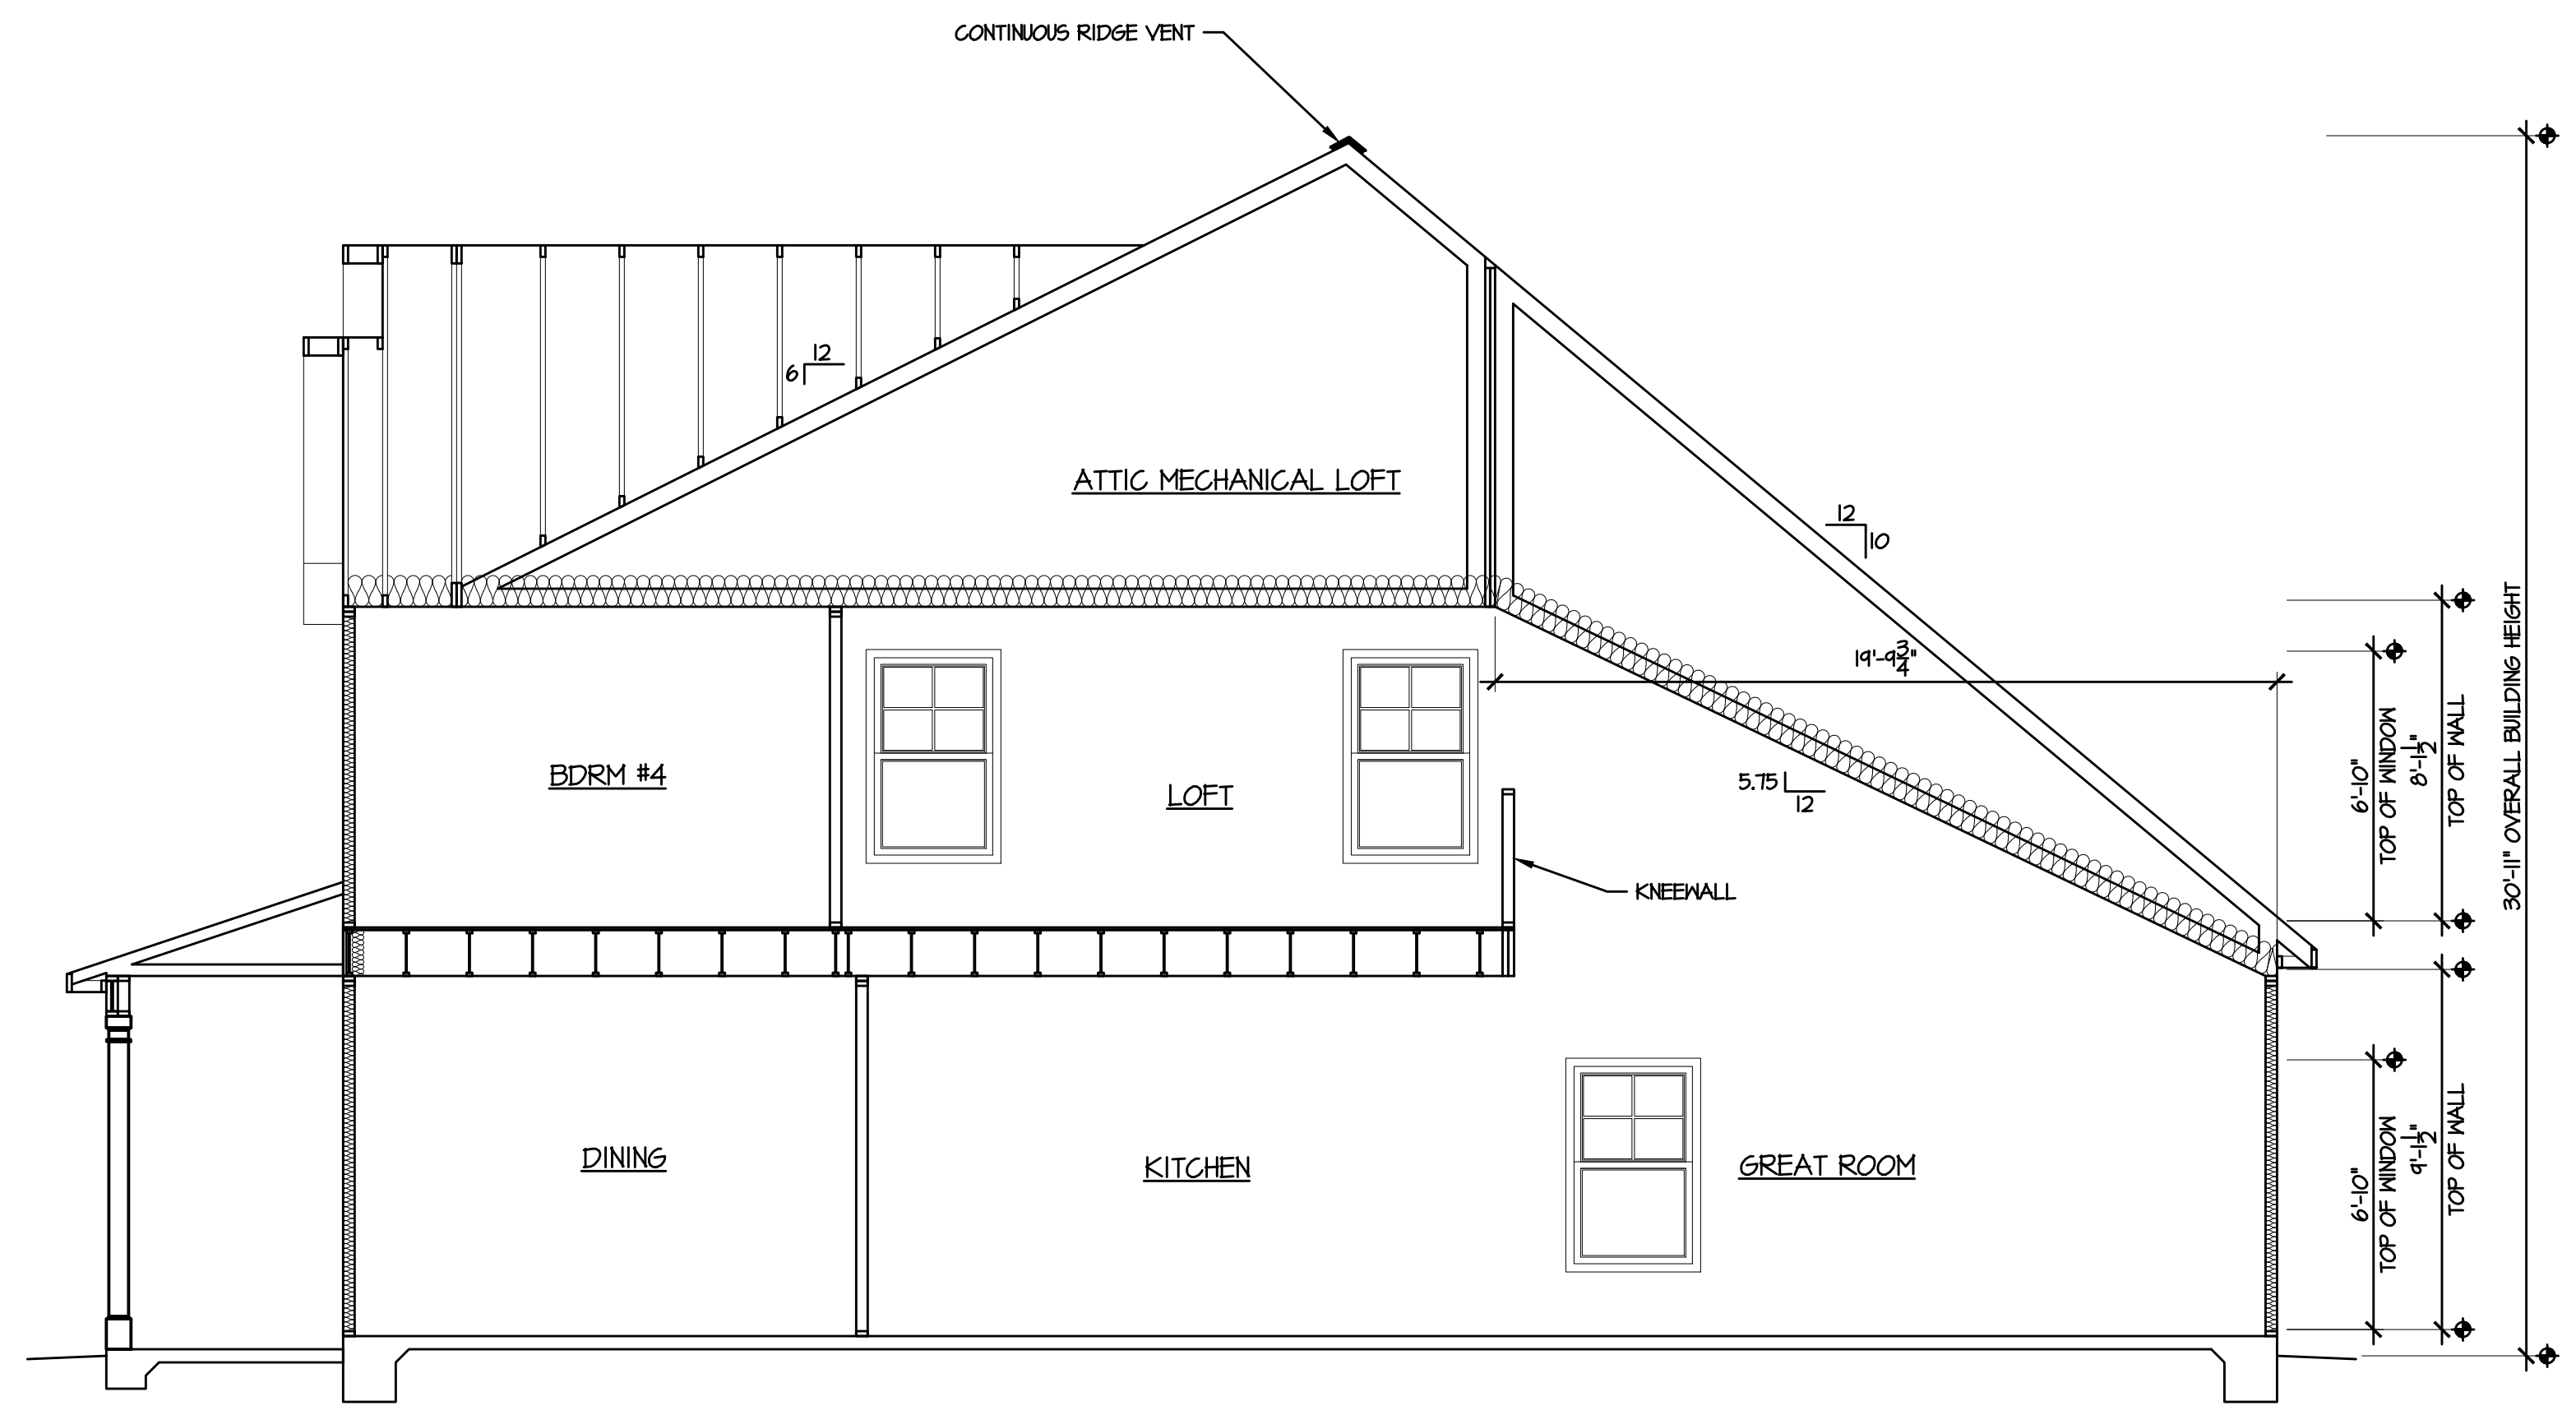 CONTINUOUS RIDGE VENT
12
6
ATTIC MECHANICAL LOFT
12
10
19'-9 3/4"
5.75
12
BDRM #4
LOFT
KNEEWALL
6'-10"
TOP OF WINDOW
8'-1 1/2"
TOP OF WALL
30'-11" OVERALL BUILDING HEIGHT
DINING
KITCHEN
GREAT ROOM
6'-10"
TOP OF WINDOW
9'-1 1/2"
TOP OF WALL